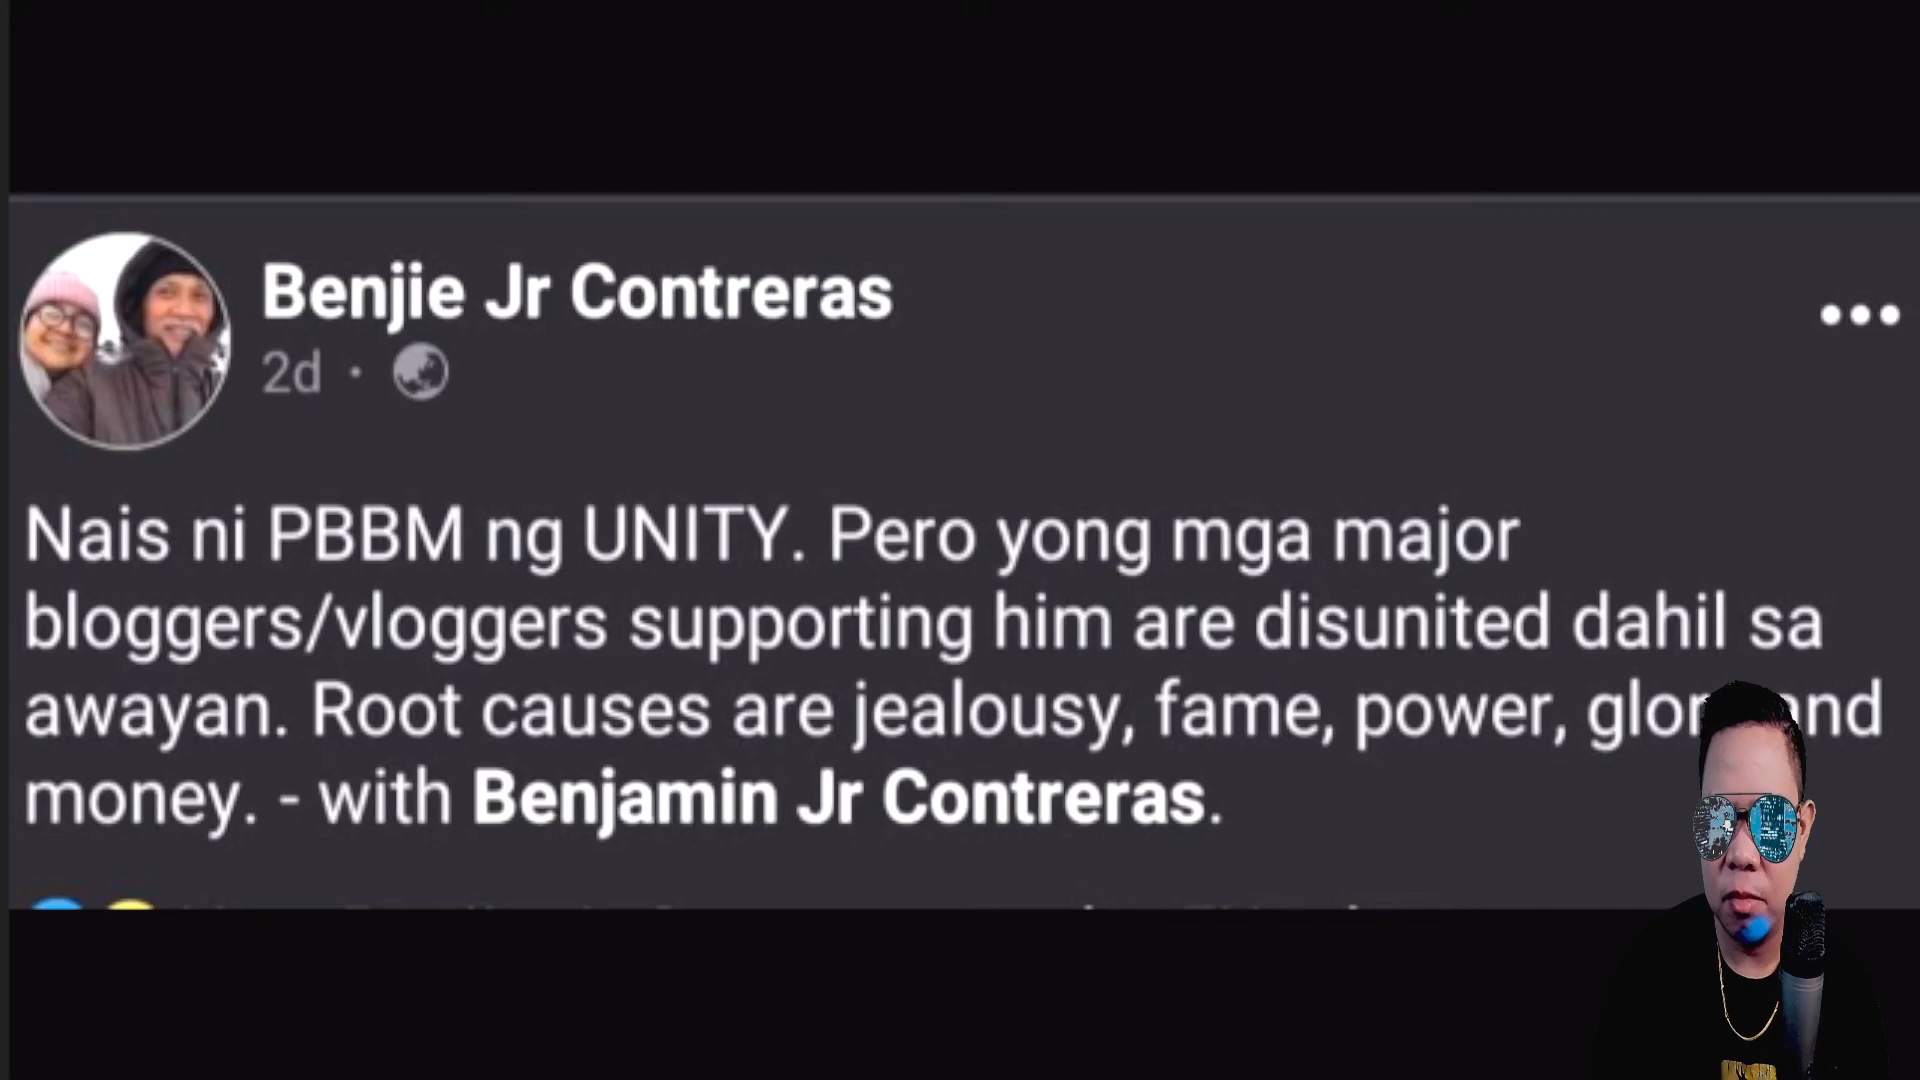 Benjie Jr Contreras
2d ·
Nais ni PBBM ng UNITY. Pero yong mga major
bloggers/vloggers supporting him are disunited dahil sa
awayan. Root causes are jealousy, fame, power, and
money. - with Benjamin Jr Contreras.